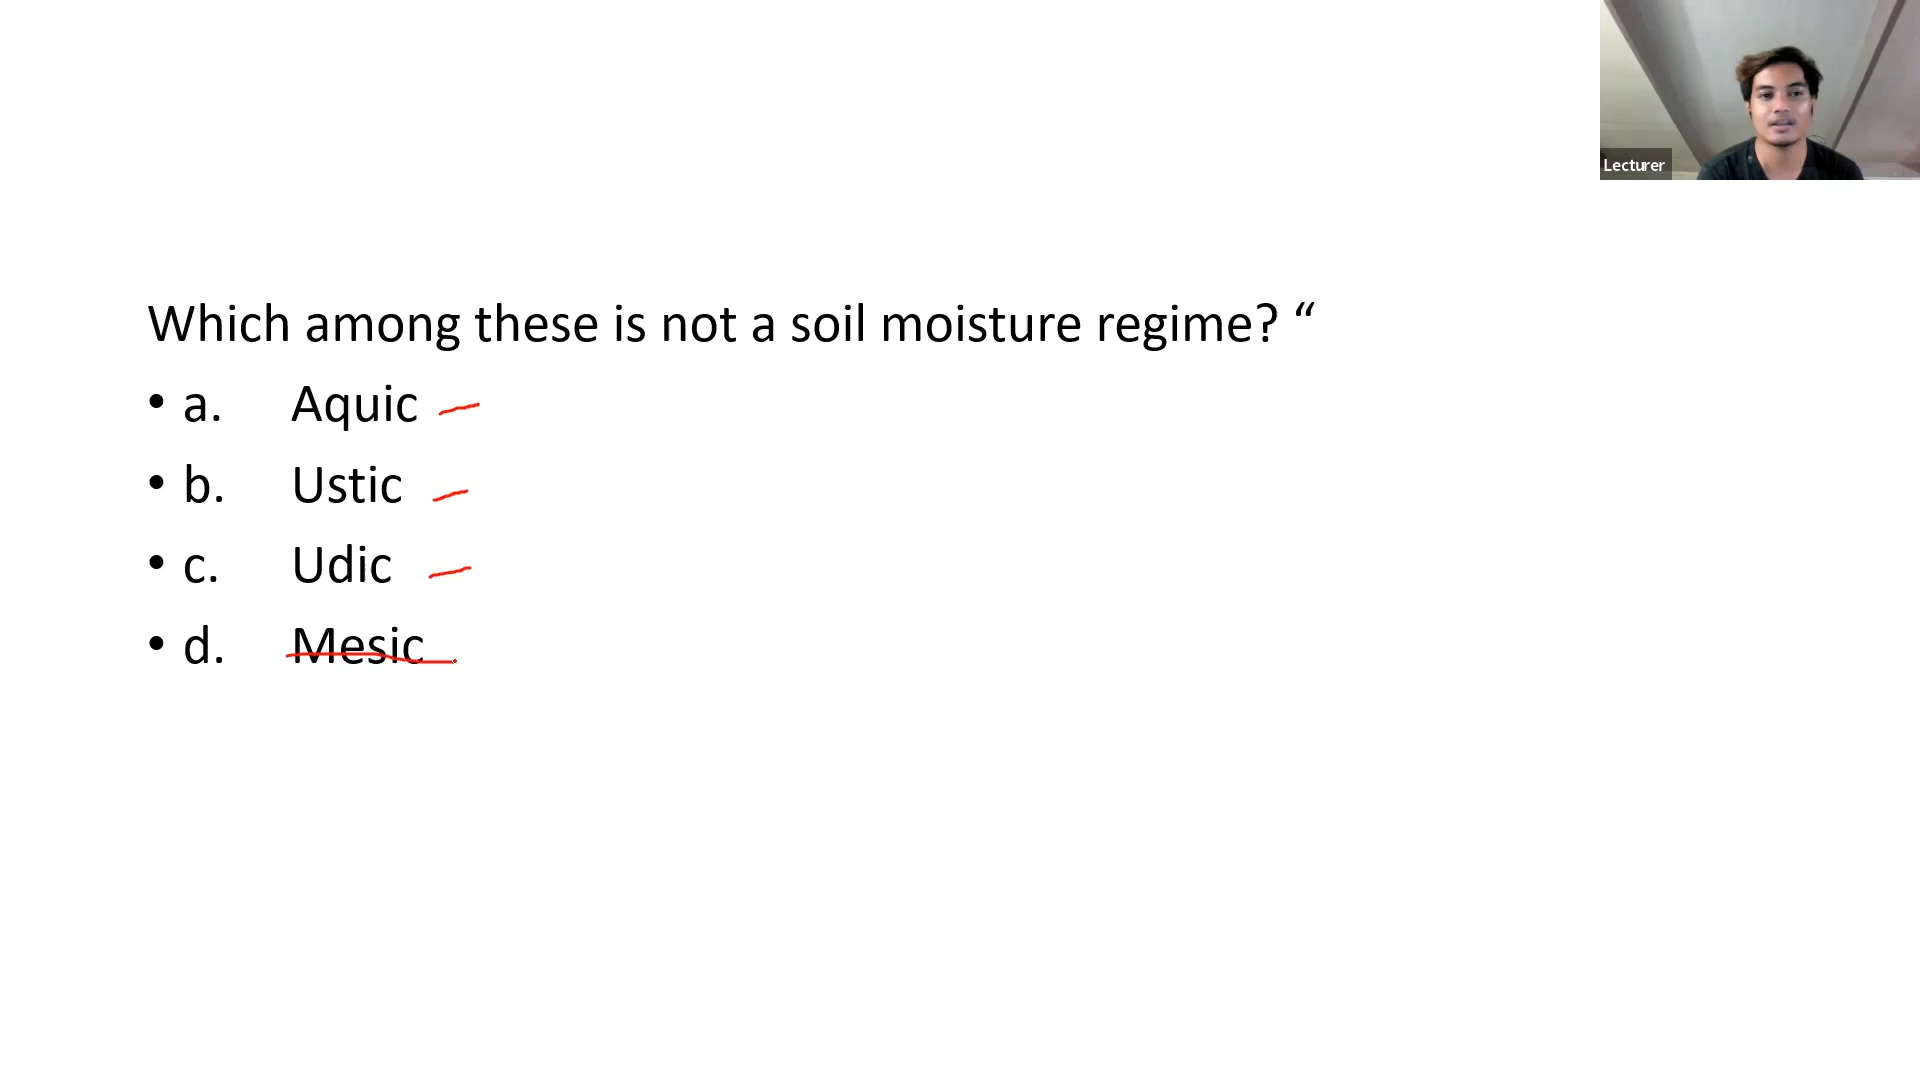 Lecturer
Which among these is not a soil moisture regime? “
• a. Aquic
• b. Ustic
• c. Udic
• d. Mesic